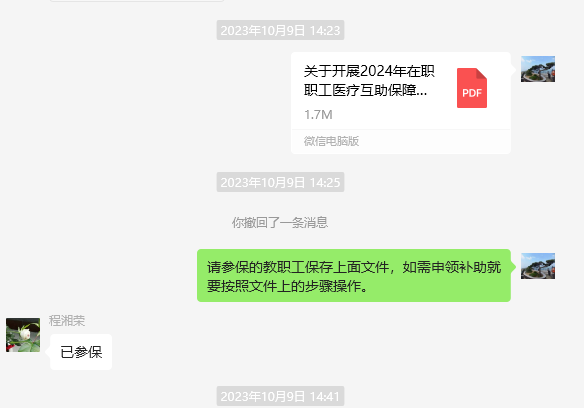 2023年10月9日 14:23
关于开展2024年在职
职工医疗互助保障...
PDF
1.7M
微信电脑版
2023年10月9日 14:25
你撤回了一条消息
请参保的教职工保存上面文件，如需申领补助就
要按照文件上的步骤操作。
程湘荣
已参保
2023年10月9日 14:41